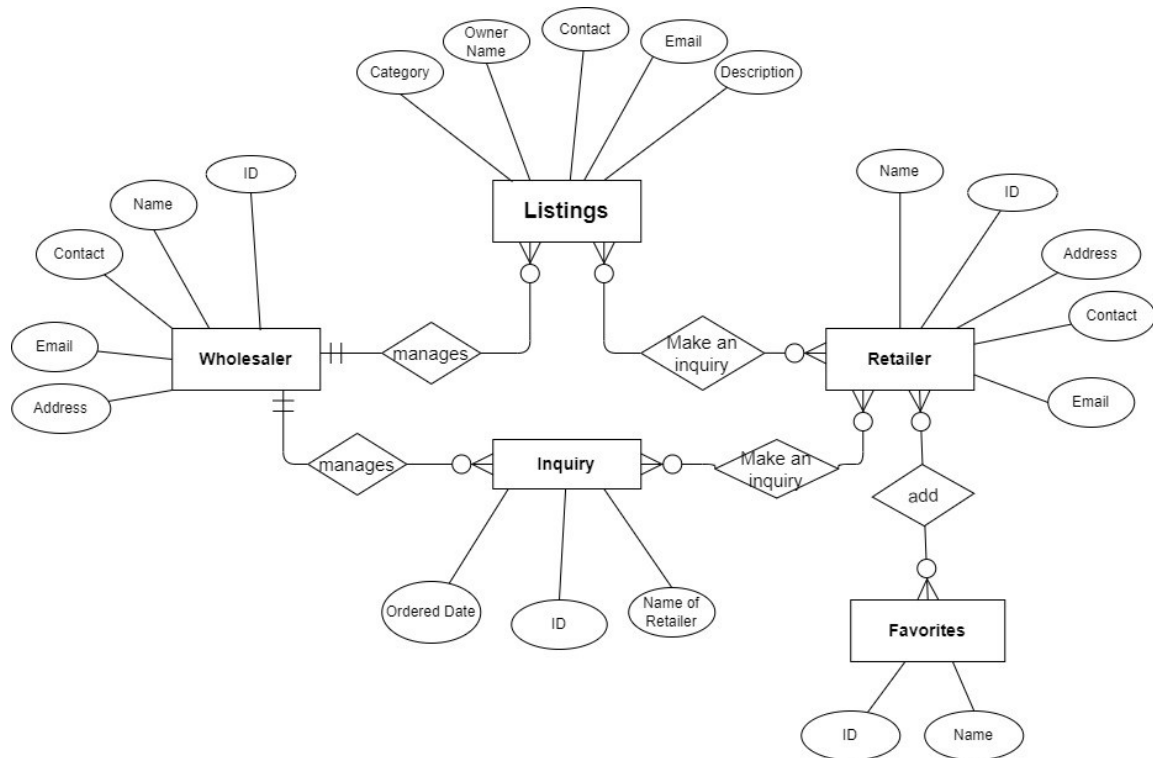 Owner
Name
Contact
Email
Category
Description
Listings
Name
ID
Address
Contact
Email
Retailer
ID
Name
Contact
Email
Address
Wholesaler
manages
Make an
inquiry
manages
Inquiry
Make an
inquiry
add
Ordered Date
ID
Name of
Retailer
Favorites
ID
Name